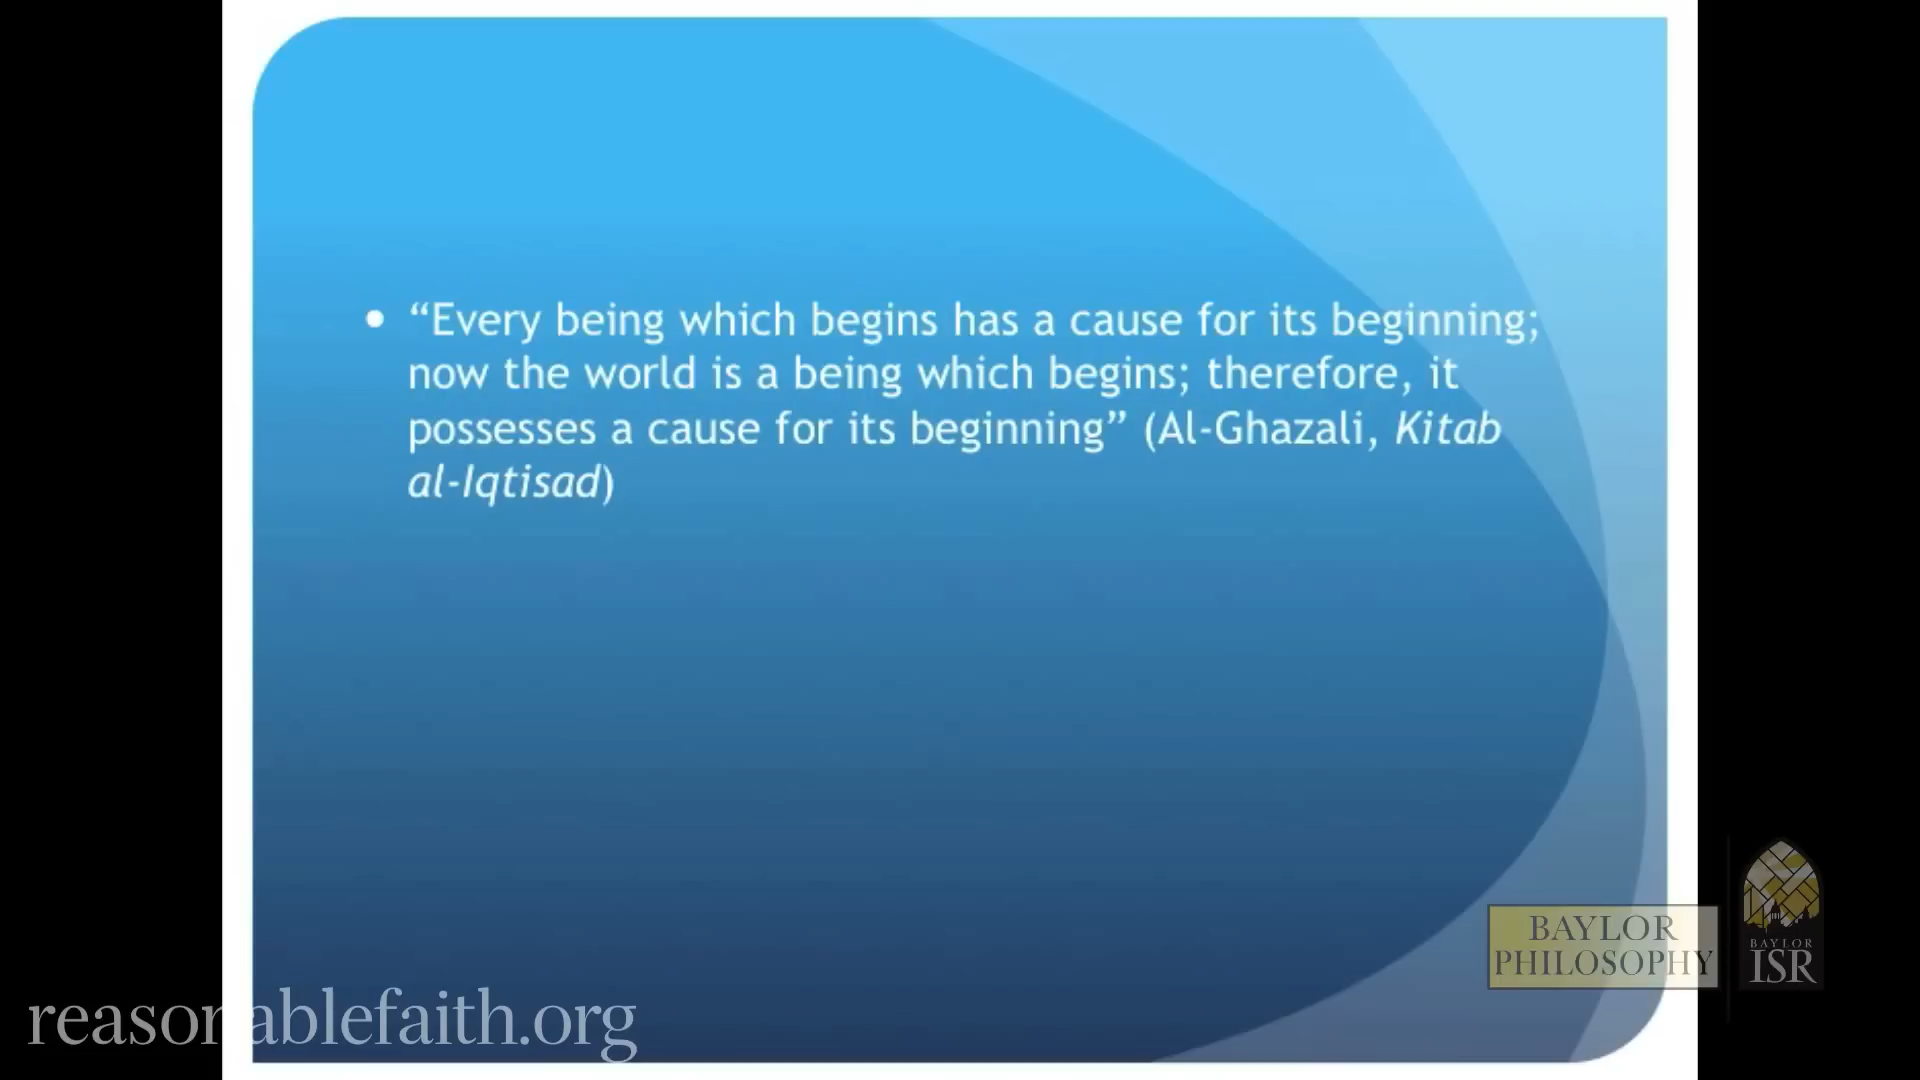 • “Every being which begins has a cause for its beginning;
now the world is a being which begins; therefore, it
possesses a cause for its beginning” (Al-Ghazali, Kitab
al-Iqtisad)
BAYLOR
PHILOSOPHY
BAYLOR
ISR
reasonablefaith.org